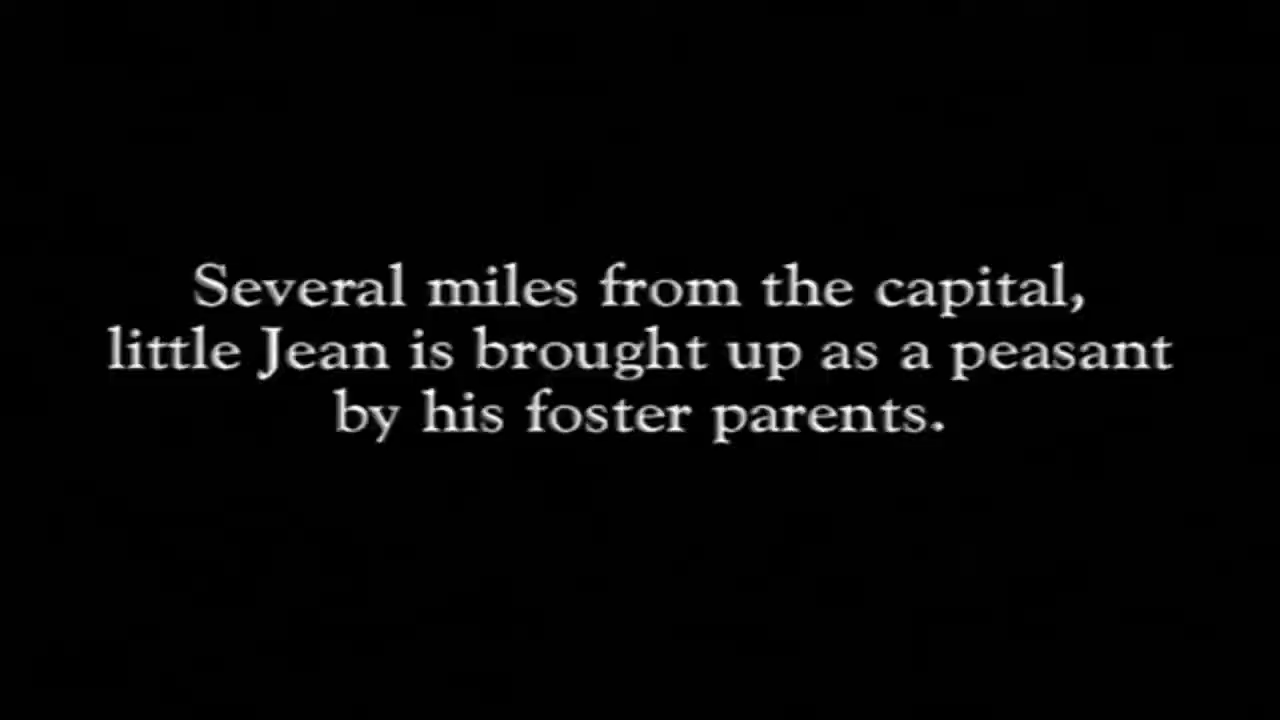 Several miles from the capital,
little Jean is brought up as a peasant
by his foster parents.